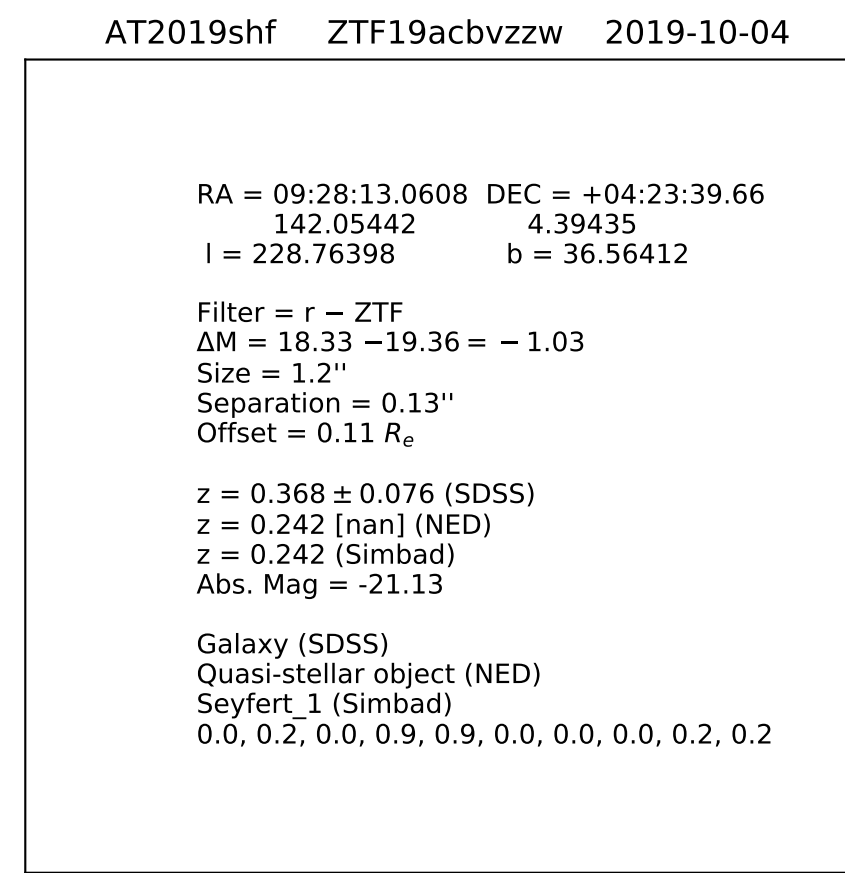 AT2019shf ZTF19acbvzzw 2019-10-04
RA = 09:28:13.0608 DEC = +04:23:39.66
142.05442 4.39435
l = 228.76398 b = 36.56412
Filter = r − ZTF
ΔM = 18.33 −19.36 = − 1.03
Size = 1.2''
Separation = 0.13''
Offset = 0.11 Re
z = 0.368 ± 0.076 (SDSS)
z = 0.242 [nan] (NED)
z = 0.242 (Simbad)
Abs. Mag = -21.13
Galaxy (SDSS)
Quasi-stellar object (NED)
Seyfert_1 (Simbad)
0.0, 0.2, 0.0, 0.9, 0.9, 0.0, 0.0, 0.0, 0.2, 0.2